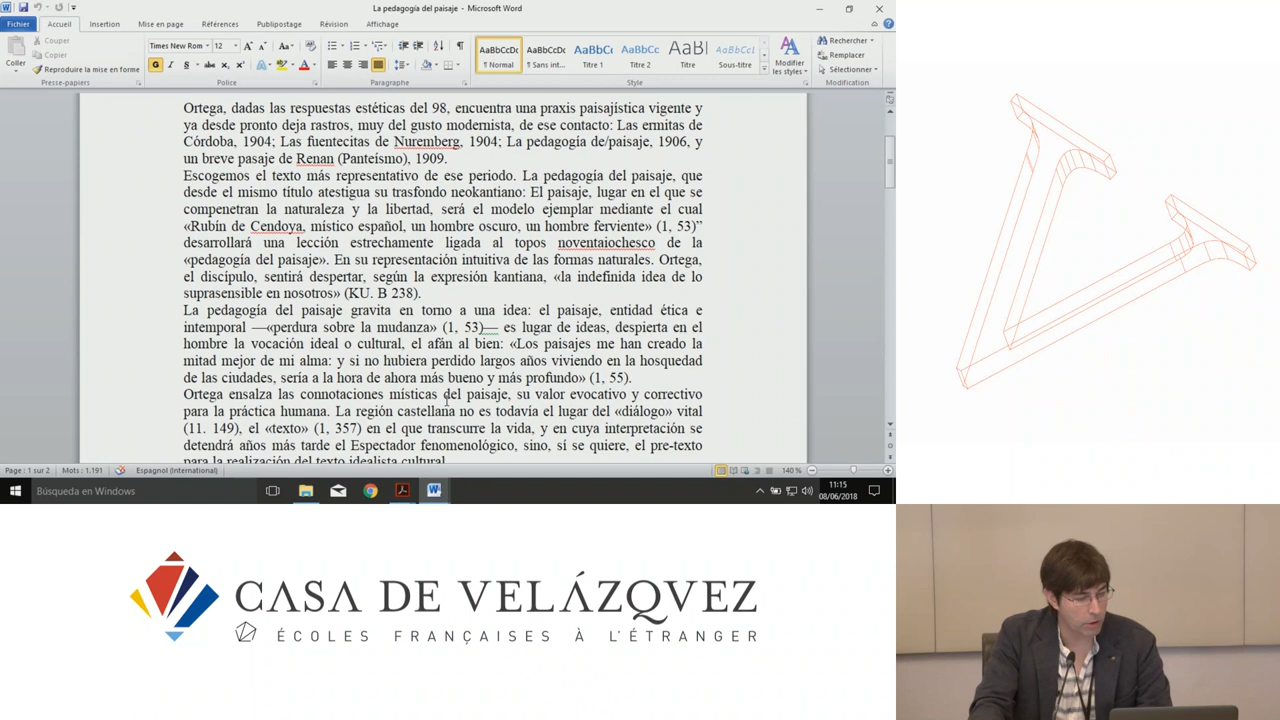 La pedagogía del paisaje - Microsoft Word
Fichier Accueil Insertion Mise en page Références Publipostage Révision Affichage
Coller
Couper
Copier
Reproduire la mise en forme
Presse-papiers
Times New Rom 12
Police
Paragraphe
AaBbCcDc AaBbCcDc AaBbC AaBbCc AaB AaBbCcI
¶ Normal ¶ Sans int... Titre 1 Titre 2 Titre Sous-titre
Style
Modifier
les styles
Rechercher
Remplacer
Sélectionner
Modification
Ortega, dadas las respuestas estéticas del 98, encuentra una praxis paisajística vigente y
ya desde pronto deja rastros, muy del gusto modernista, de ese contacto: Las ermitas de
Córdoba, 1904; Las fuentecitas de Nuremberg, 1904; La pedagogía de/paisaje, 1906, y
un breve pasaje de Renan (Panteísmo), 1909.
Escogemos el texto más representativo de ese periodo. La pedagogía del paisaje, que
desde el mismo título atestigua su trasfondo neokantiano: El paisaje, lugar en el que se
compenetran la naturaleza y la libertad, será el modelo ejemplar mediante el cual
«Rubín de Cendoya, místico español, un hombre oscuro, un hombre ferviente» (1, 53)”
desarrollará una lección estrechamente ligada al topos noventaiochesco de la
«pedagogía del paisaje». En su representación intuitiva de las formas naturales. Ortega,
el discípulo, sentirá despertar, según la expresión kantiana, «la indefinida idea de lo
suprasensible en nosotros» (KU. B 238).
La pedagogía del paisaje gravita en torno a una idea: el paisaje, entidad ética e
intemporal —«perdura sobre la mudanza» (1, 53)— es lugar de ideas, despierta en el
hombre la vocación ideal o cultural, el afán al bien: «Los paisajes me han creado la
mitad mejor de mi alma: y si no hubiera perdido largos años viviendo en la hosquedad
de las ciudades, sería a la hora de ahora más bueno y más profundo» (1, 55).
Ortega ensalza las connotaciones místicas del paisaje, su valor evocativo y correctivo
para la práctica humana. La región castellana no es todavía el lugar del «diálogo» vital
(11. 149), el «texto» (1, 357) en el que transcurre la vida, y en cuya interpretación se
detendrá años más tarde el Espectador fenomenológico, sino, sí se quiere, el pre-texto
para la realización del texto idealista cultural.
Page : 1 sur 2 Mots : 1.191 Espagnol (International) 140 %
Búsqueda en Windows
11:15
08/06/2018
CASA DE VELÁZQVEZ
ÉCOLES FRANÇAISES À L'ÉTRANGER